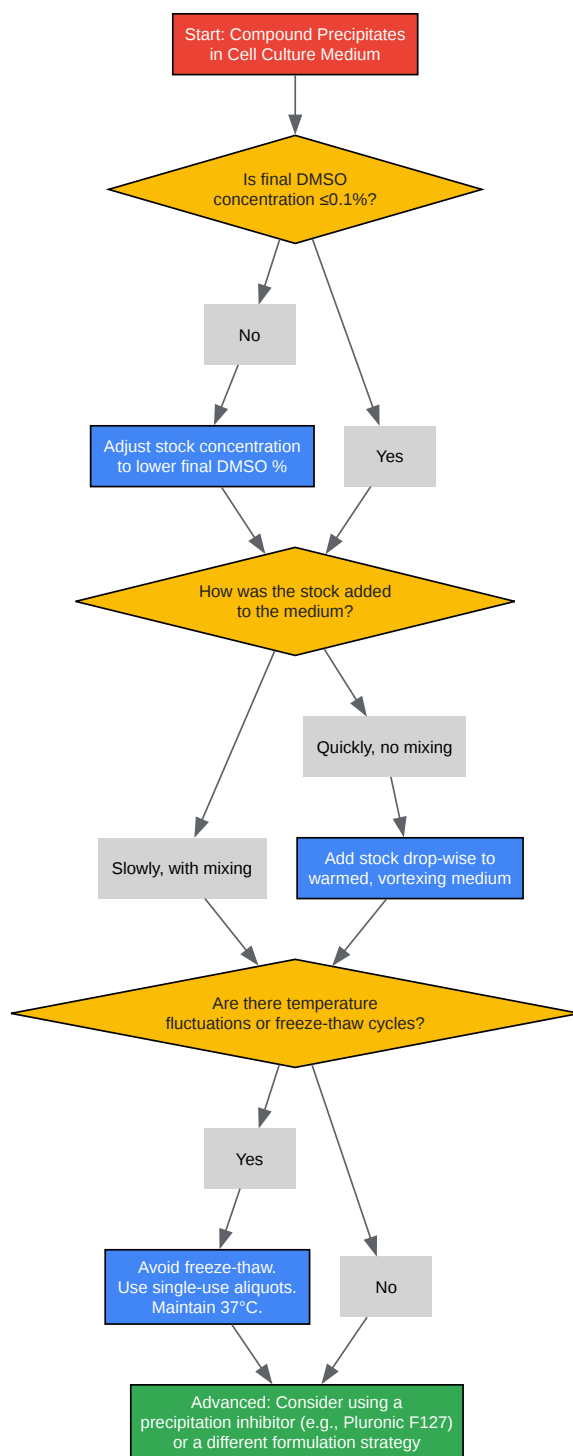 Start: Compound Precipitates
in Cell Culture Medium
Is final DMSO
concentration ≤0.1%?
No
Adjust stock concentration
to lower final DMSO %
Yes
How was the stock added
to the medium?
Quickly, no mixing
Slowly, with mixing
Add stock drop-wise to
warmed, vortexing medium
Are there temperature
fluctuations or freeze-thaw cycles?
Yes
Avoid freeze-thaw.
Use single-use aliquots.
Maintain 37°C.
No
Advanced: Consider using a
precipitation inhibitor (e.g., Pluronic F127)
or a different formulation strategy